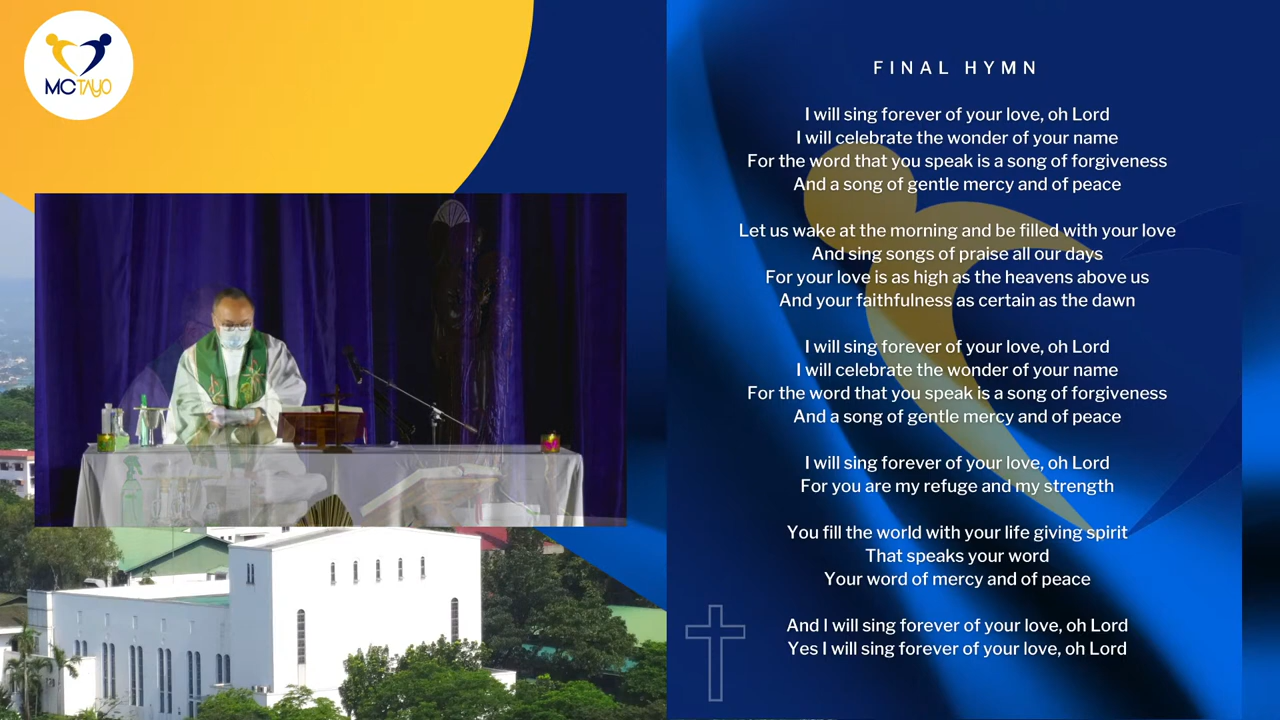 MCTAYO
FINAL HYMN
I will sing forever of your love, oh Lord
I will celebrate the wonder of your name
For the word that you speak is a song of forgiveness
And a song of gentle mercy and of peace
Let us wake at the morning and be filled with your love
And sing songs of praise all our days
For your love is as high as the heavens above us
And your faithfulness as certain as the dawn
I will sing forever of your love, oh Lord
I will celebrate the wonder of your name
For the word that you speak is a song of forgiveness
And a song of gentle mercy and of peace
I will sing forever of your love, oh Lord
For you are my refuge and my strength
You fill the world with your life giving spirit
That speaks your word
Your word of mercy and of peace
And I will sing forever of your love, oh Lord
Yes I will sing forever of your love, oh Lord